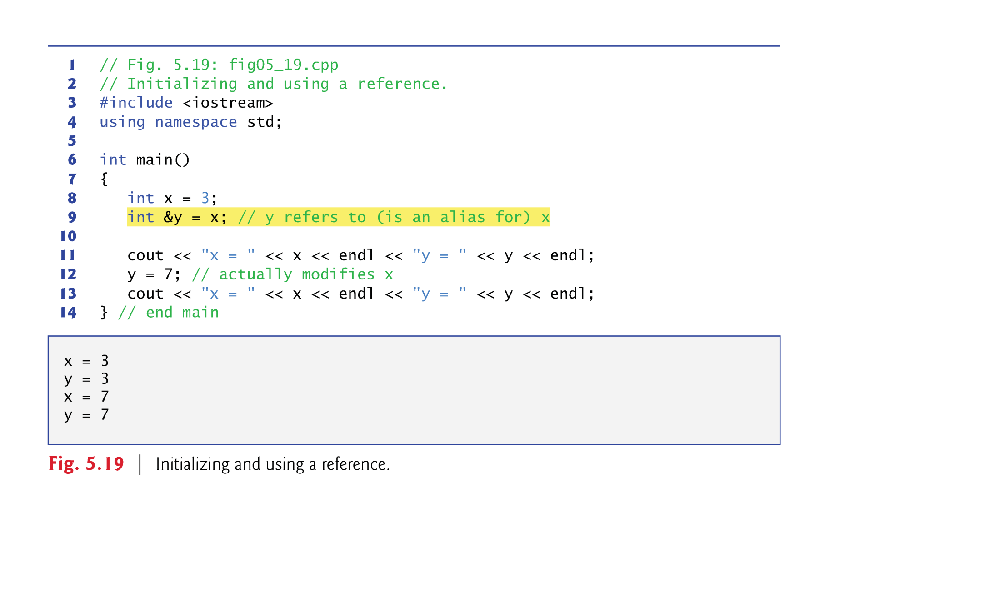 1 // Fig. 5.19: fig05_19.cpp
2 // Initializing and using a reference.
3 #include <iostream>
4 using namespace std;
5
6 int main()
7 {
8    int x = 3;
9    int &y = x; // y refers to (is an alias for) x
10
11    cout << "x = " << x << endl << "y = " << y << endl;
12    y = 7; // actually modifies x
13    cout << "x = " << x << endl << "y = " << y << endl;
14 } // end main
x = 3
y = 3
x = 7
y = 7
Fig. 5.19 | Initializing and using a reference.